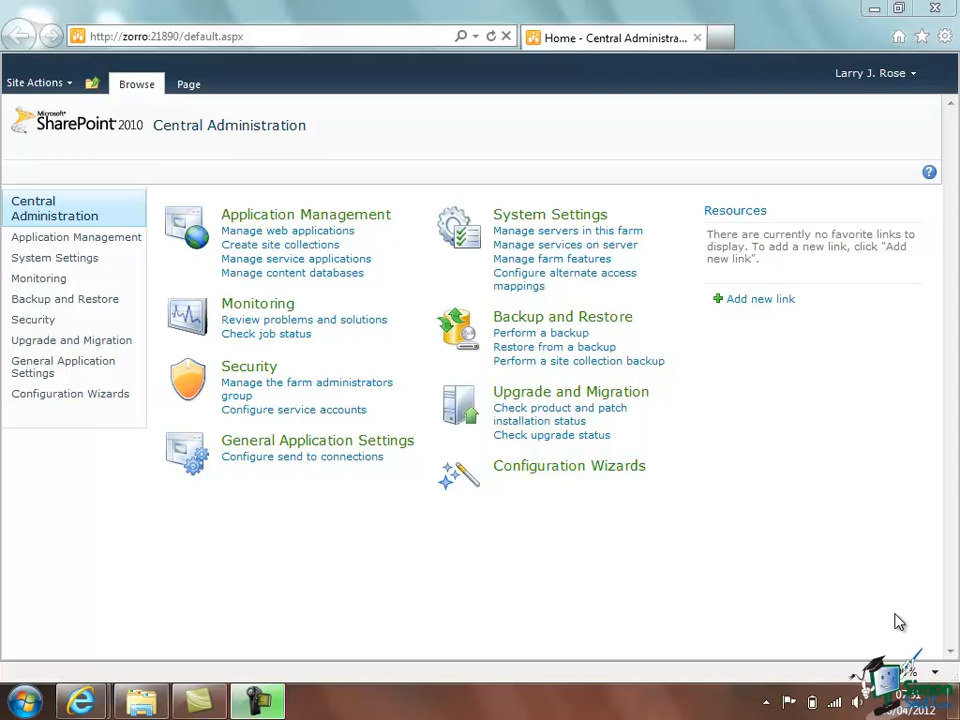 http://zorro:21890/default.aspx
Home - Central Administra...
Site Actions
Browse
Page
Larry J. Rose
Microsoft
SharePoint 2010
Central Administration
Central
Administration
Application Management
System Settings
Monitoring
Backup and Restore
Security
Upgrade and Migration
General Application
Settings
Configuration Wizards
Application Management
Manage web applications
Create site collections
Manage service applications
Manage content databases
Monitoring
Review problems and solutions
Check job status
Security
Manage the farm administrators
group
Configure service accounts
General Application Settings
Configure send to connections
System Settings
Manage servers in this farm
Manage services on server
Manage farm features
Configure alternate access
mappings
Backup and Restore
Perform a backup
Restore from a backup
Perform a site collection backup
Upgrade and Migration
Check product and patch
installation status
Check upgrade status
Configuration Wizards
Resources
There are currently no favorite links to
display. To add a new link, click "Add
new link".
Add new link
Simon